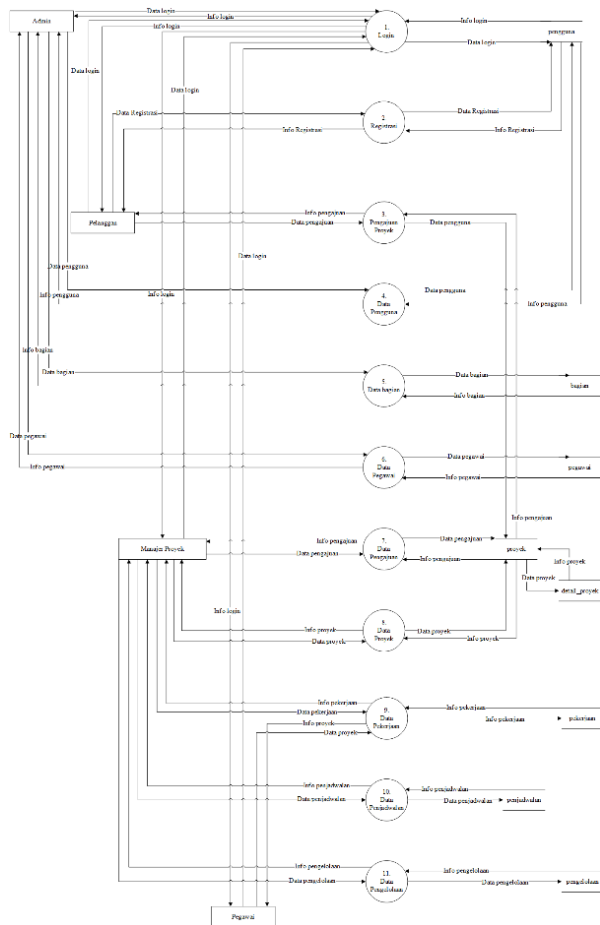 Data login
Info login
Info login
Admin
Info login
1.
Login
pengguna
Data login
Data login
Data login
Data Registrasi
Data Registrasi
2
Registrasi
Info Registrasi
Info Registrasi
Pelanggan
Info pengajuan
Data pengajuan
3.
Pengajuan
Proyek
Data pengguna
Data login
Data pengguna
Info pengguna
Info login
4.
Data
Pengguna
Data pengguna
Info pengguna
Info bagian
Data bagian
5.
Data bagian
Data bagian
Info bagian
bagian
Data pegawai
Info pegawai
6.
Data
Pegawai
Data pegawai
Info pegawai
pegawai
Info pengajuan
Manajer Proyek
Info pengajuan
Data pengajuan
7.
Data
Pengajuan
Data pengajuan
Info pengajuan
proyek
Info proyek
Data proyek
detail_proyek
Info login
Info proyek
Data proyek
8.
Data
Proyek
Data proyek
Info proyek
Info pekerjaan
Data pekerjaan
Info proyek
Data proyek
9.
Data
Pekerjaan
Info pekerjaan
Info pekerjaan
pekerjaan
Info penjadwalan
Data penjadwalan
10.
Data
Penjadwalan
Info penjadwalan
Data penjadwalan
penjadwalan
Info pengelolaan
Data pengelolaan
11.
Data
Pengelolaan
Info pengelolaan
Data pengelolaan
pengelolaan
Pegawai